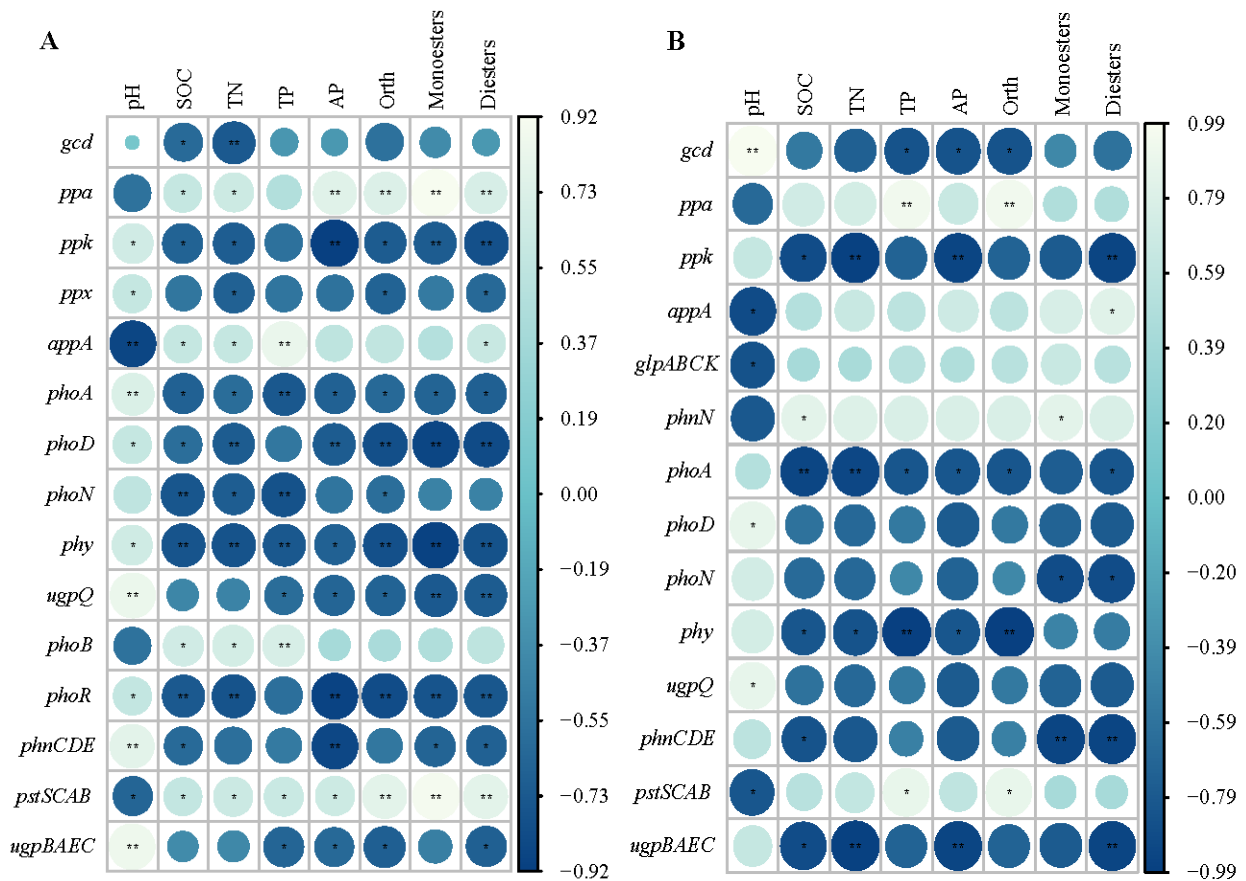 A
pH SOC TN TP AP Orth Monoesters Diesters
gcd * **
ppa * * ** ** ** **
ppk * * * ** * ** **
ppx * * * *
appA ** * * ** *
phoA ** * * ** * * * *
phoD * * ** ** ** ** **
phoN ** * ** *
phy * ** ** ** * ** ** **
ugpQ ** * * * ** **
phoB * * **
phoR * ** ** ** ** ** **
phnCDE ** * ** * *
pstSCAB * * * * * ** ** **
ugpBAEC ** * * * *
0.92
0.73
0.55
0.37
0.19
0.00
−0.19
−0.37
−0.55
−0.73
−0.92
B
pH SOC TN TP AP Orth Monoesters Diesters
gcd ** * * *
ppa ** **
ppk * ** ** **
appA * *
glpABCK *
phnN * *
phoA ** ** * * * *
phoD *
phoN * *
phy * * ** * **
ugpQ *
phnCDE * ** **
pstSCAB * * *
ugpBAEC * ** ** **
0.99
0.79
0.59
0.39
0.20
0.00
−0.20
−0.39
−0.59
−0.79
−0.99